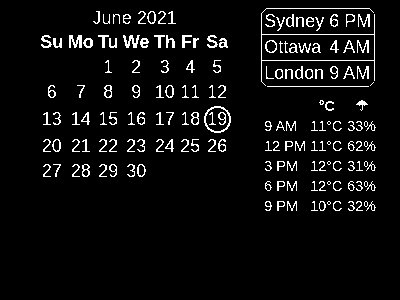 June 2021
Su Mo Tu We Th Fr Sa
1 2 3 4 5
6 7 8 9 10 11 12
13 14 15 16 17 18 19
20 21 22 23 24 25 26
27 28 29 30
Sydney 6 PM
Ottawa 4 AM
London 9 AM
°C ☂
9 AM 11°C 33%
12 PM 11°C 62%
3 PM 12°C 31%
6 PM 12°C 63%
9 PM 10°C 32%